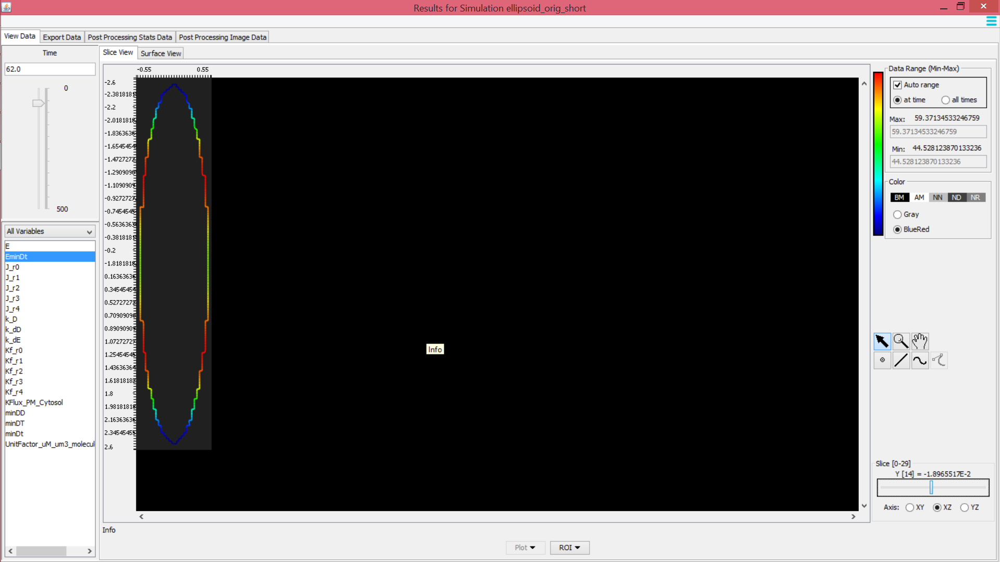 Results for Simulation ellipsoid_orig_short
View Data
Export Data
Post Processing Stats Data
Post Processing Image Data
Time
62.0
0
500
All Variables
E
EminDt
J_r0
J_r1
J_r2
J_r3
J_r4
k_D
k_dD
k_dE
Kf_r0
Kf_r1
Kf_r2
Kf_r3
Kf_r4
KFlux_PM_Cytosol
minDD
minDT
minDt
UnitFactor_uM_um3_molecul
Slice View
Surface View
-0.55 0.55
-2.6
-2.3818181
-2.2
-2.0181818
-1.8363636
-1.6545454
-1.4727272
-1.2909090
-1.1090909
-0.9272727
-0.7454545
-0.5636363
-0.3818181
-0.2
-1.8181818
0.16363636
0.34545454
0.52727272
0.70909090
0.89090909
1.07272727
1.25454545
1.43636364
1.61818182
1.8
1.98181818
2.16363636
2.34545455
2.6
Info
Info
Plot
ROI
Data Range (Min-Max)
Auto range
at time
all times
Max: 59.37134533246759
59.37134533246759
Min: 44.528123870133236
44.528123870133236
Color
BM AM NN ND NR
Gray
BlueRed
Slice [0-29]
Y [14] = -1.8965517E-2
Axis: XY XZ YZ